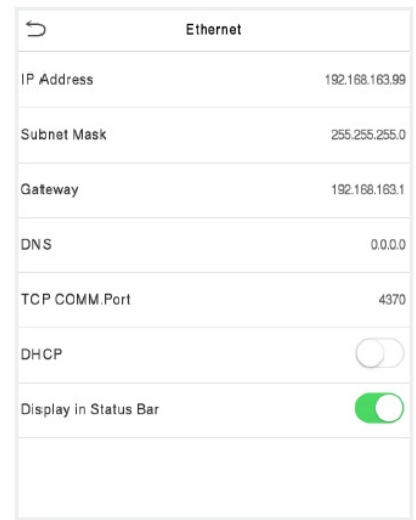 Ethernet
IP Address 192.168.163.99
Subnet Mask 255.255.255.0
Gateway 192.168.163.1
DNS 0.0.0.0
TCP COMM.Port 4370
DHCP
Display in Status Bar